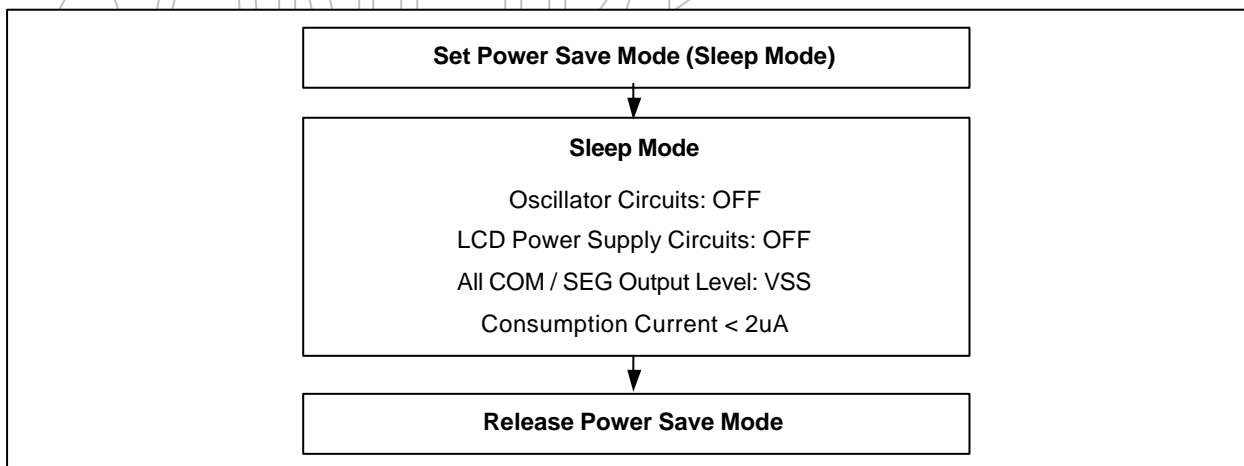 Set Power Save Mode (Sleep Mode)
Sleep Mode
Oscillator Circuits: OFF
LCD Power Supply Circuits: OFF
All COM / SEG Output Level: VSS
Consumption Current < 2uA
Release Power Save Mode